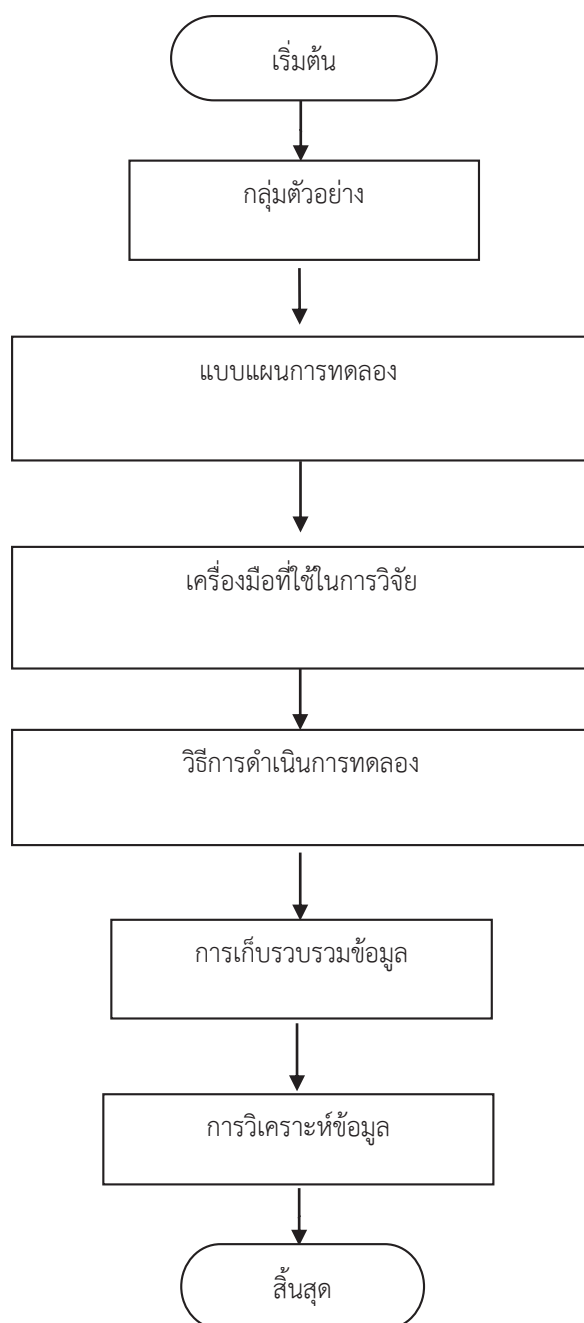 เริ่มต้น
กลุ่มตัวอย่าง
แบบแผนการทดลอง
เครื่องมือที่ใช้ในการวิจัย
วิธีการดำเนินการทดลอง
การเก็บรวบรวมข้อมูล
การวิเคราะห์ข้อมูล
สิ้นสุด